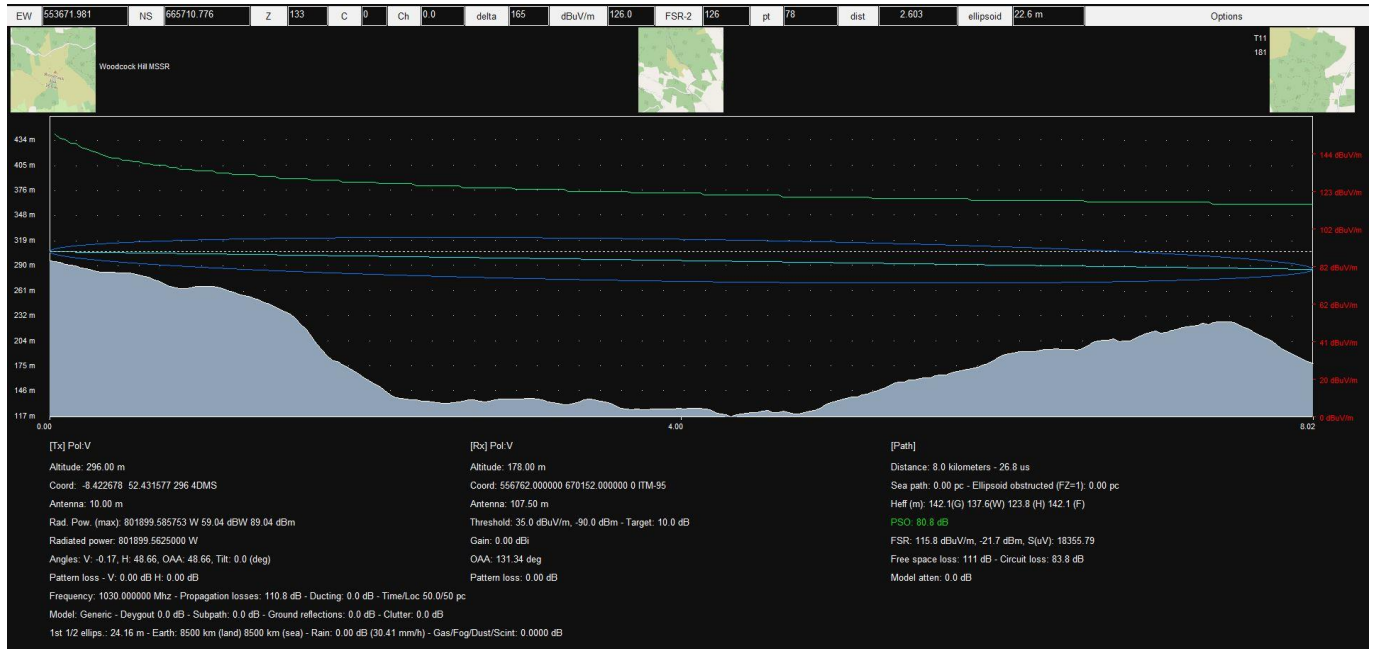 EW 553671.981 NS 665710.776 Z 133 C 0 Ch 0.0 delta 165 dBuV/m 126.0 FSR-2 126 pt 78 dist 2.603 ellipsoid 22.6 m Options
Woodcock Hill MSSR
T11
181
434 m
405 m
376 m
348 m
319 m
290 m
261 m
232 m
204 m
175 m
146 m
117 m
144 dBuV/m
123 dBuV/m
102 dBuV/m
82 dBuV/m
62 dBuV/m
41 dBuV/m
20 dBuV/m
0 dBuV/m
0.00 4.00 8.02
[Tx] Pol:V
Altitude: 296.00 m
Coord: -8.422678 52.431577 296 4DMS
Antenna: 10.00 m
Rad. Pow. (max): 801899.585753 W 59.04 dBW 89.04 dBm
Radiated power: 801899.5625000 W
Angles: V: -0.17, H: 48.66, OAA: 48.66, Tilt: 0.0 (deg)
Pattern loss - V: 0.00 dB H: 0.00 dB
Frequency: 1030.000000 Mhz - Propagation losses: 110.8 dB - Ducting: 0.0 dB - Time/Loc 50.0/50 pc
Model: Generic - Deygout 0.0 dB - Subpath: 0.0 dB - Ground reflections: 0.0 dB - Clutter: 0.0 dB
1st 1/2 ellips.: 24.16 m - Earth: 8500 km (land) 8500 km (sea) - Rain: 0.00 dB (30.41 mm/h) - Gas/Fog/Dust/Scint: 0.0000 dB
[Rx] Pol:V
Altitude: 178.00 m
Coord: 556762.000000 670152.000000 0 ITM-95
Antenna: 107.50 m
Threshold: 35.0 dBuV/m, -90.0 dBm - Target: 10.0 dB
Gain: 0.00 dBi
OAA: 131.34 deg
Pattern loss: 0.00 dB
[Path]
Distance: 8.0 kilometers - 26.8 us
Sea path: 0.00 pc - Ellipsoid obstructed (FZ=1): 0.00 pc
Heff (m): 142.1(G) 137.6(W) 123.8 (H) 142.1 (F)
PSO: 80.8 dB
FSR: 115.8 dBuV/m, -21.7 dBm, S(uV): 18355.79
Free space loss: 111 dB - Circuit loss: 83.8 dB
Model atten: 0.0 dB